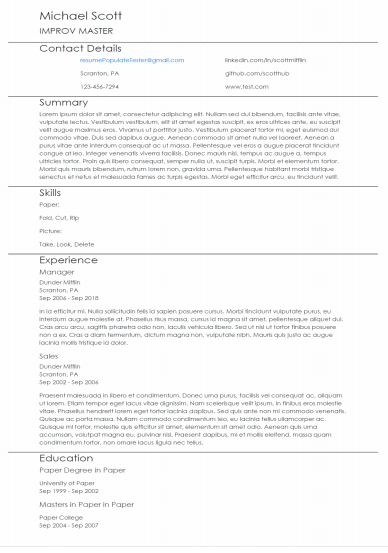 Michael Scott
IMPROV MASTER
Contact Details
resumePopulateTester@gmail.com
linkedin.com/in/scottmifflin
Scranton, PA
github.com/scotthub
123-456-7294
www.test.com
Summary
Lorem ipsum dolor sit amet, consectetur adipiscing elit. Nullam sed dui bibendum, facilisis ante vitae,
vulputate lectus. Vestibulum vestibulum, elit sit amet egestas suscipit, ex eros ultrices ante, eu suscipit
velit augue maximus eros. Vivamus ut porttitor justo. Vestibulum placerat tortor mi, eget euismod dui
commodo vitae. Duis sed dapibus augue. Aenean commodo sit amet nulla vel laoreet. Aenean a
purus vitae ante interdum consequat ac ut massa. Pellentesque vel eros a augue placerat tincidunt
congue at leo. Integer venenatis viverra facilisis. Donec mauris nisi, tempus ac augue a, tempus
ultricies tortor. Proin quis libero consequat, semper nulla ut, suscipit turpis. Morbi et elementum tortor.
Morbi quis mauris bibendum, rutrum lorem non, gravida urna. Pellentesque habitant morbi tristique
senectus et netus et malesuada fames ac turpis egestas. Morbi eget efficitur arcu, eu tincidunt velit.
Skills
Paper;
Fold, Cut, Rip
Picture:
Take, Look, Delete
Experience
Manager
Dunder Mifflin
Scranton, PA
Sep 2006 - Sep 2018
In id efficitur mi. Nulla sollicitudin felis id sapien posuere cursus. Morbi tincidunt vulputate purus, eu
interdum augue molestie at. Phasellus risus massa, cursus id magna sit amet, pellentesque aliquet dui.
Cras arcu arcu, sagittis pharetra odio non, iaculis vehicula libero. Sed ut nisl ut tortor finibus posuere
non a ex. Cras a diam fermentum, dictum magna non, vulputate nibh. Mauris quis justo ac augue
lacinia mollis tristique id dolor.
Sales
Dunder Mifflin
Scranton, PA
Sep 2002 - Sep 2006
Praesent malesuada in libero et condimentum. Donec urna purus, facilisis vel consequat ac, aliquam
ut lorem. Etiam tempor eget lacus vitae dignissim. Nam scelerisque velit ipsum, in finibus eros molestie
vitae. Phasellus hendrerit lorem eget tortor lacinia dapibus. Sed quis ante non mi commodo venenatis.
Quisque ac porta massa. Nullam commodo condimentum leo, eu lacinia tellus ullamcorper ac.
Quisque mi tortor, molestie quis efficitur sit amet, elementum sit amet odio. Aenean quis urna
accumsan, volutpat magna eu, pulvinar nisl. Praesent dapibus, mi et mollis eleifend, massa quam
condimentum tortor, non ornare lacus ligula nec tellus.
Education
Paper Degree in Paper
University of Paper
Sep 1999 - Sep 2002
Masters in Paper in Paper
Paper College
Sep 2004 - Sep 2007